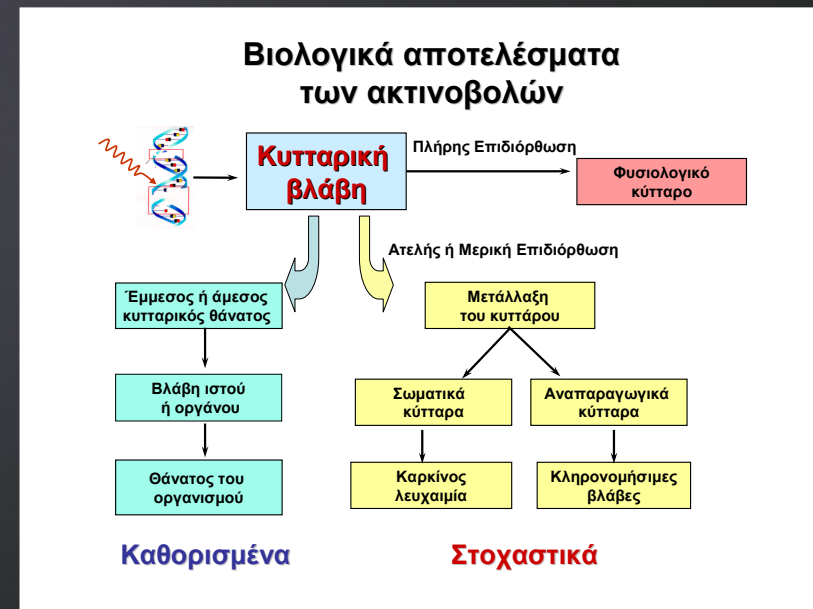 Βιολογικά αποτελέσματα
των ακτινοβολών
Κυτταρική
βλάβη
Πλήρης Επιδιόρθωση
Φυσιολογικό
κύτταρο
Ατελής ή Μερική Επιδιόρθωση
Έμμεσος ή άμεσος
κυτταρικός θάνατος
Μετάλλαξη
του κυττάρου
Βλάβη ιστού
ή οργάνου
Σωματικά
κύτταρα
Αναπαραγωγικά
κύτταρα
Θάνατος του
οργανισμού
Καρκίνος
λευχαιμία
Κληρονομήσιμες
βλάβες
Καθορισμένα
Στοχαστικά